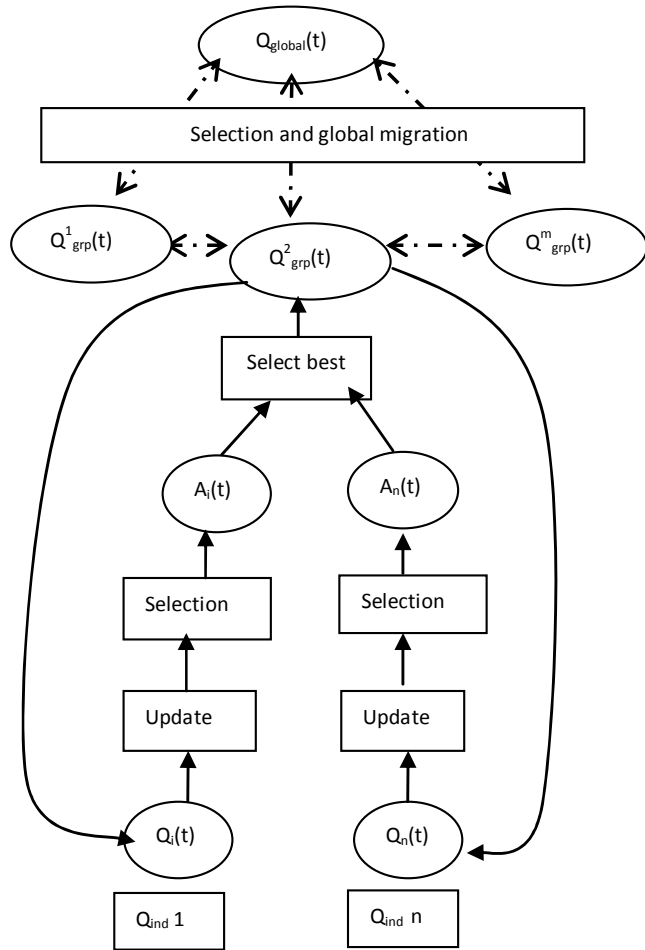 Qglobal(t)
Selection and global migration
Q1grp(t)
Q2grp(t)
Qmgrp(t)
Select best
Ai(t)
An(t)
Selection
Selection
Update
Update
Qi(t)
Qn(t)
Qind 1
Qind n